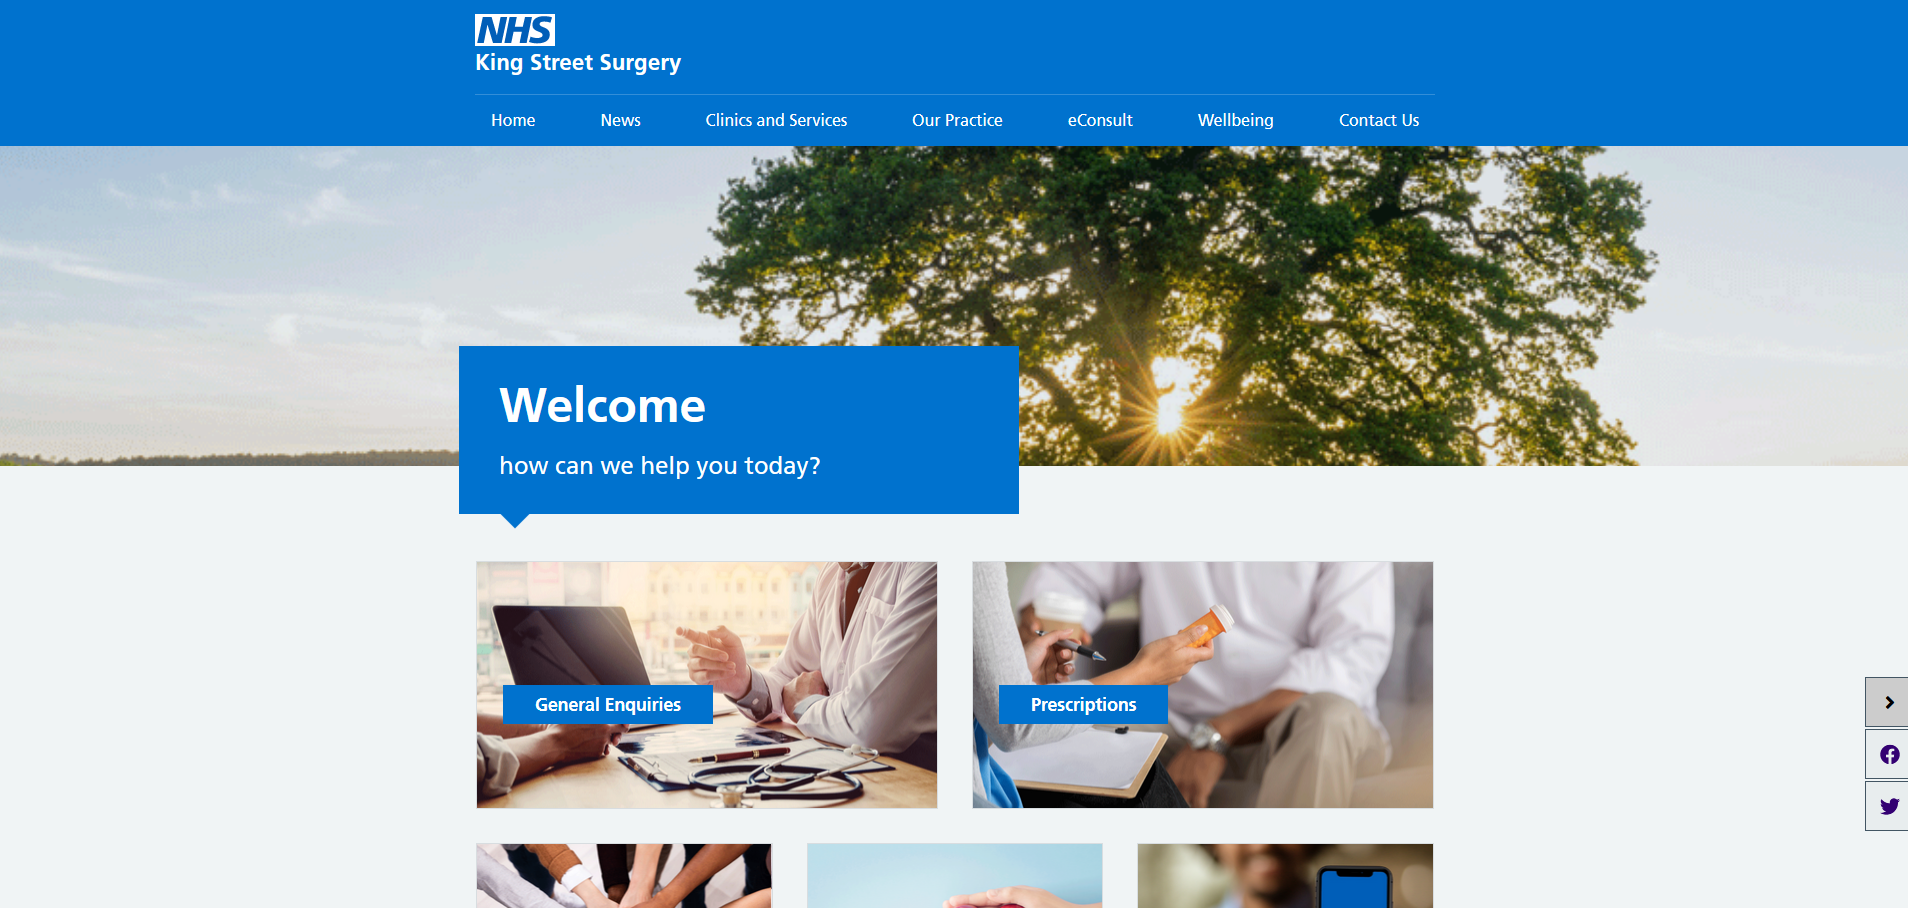 NHS
King Street Surgery
Home News Clinics and Services Our Practice eConsult Wellbeing Contact Us
Welcome
how can we help you today?
General Enquiries
Prescriptions